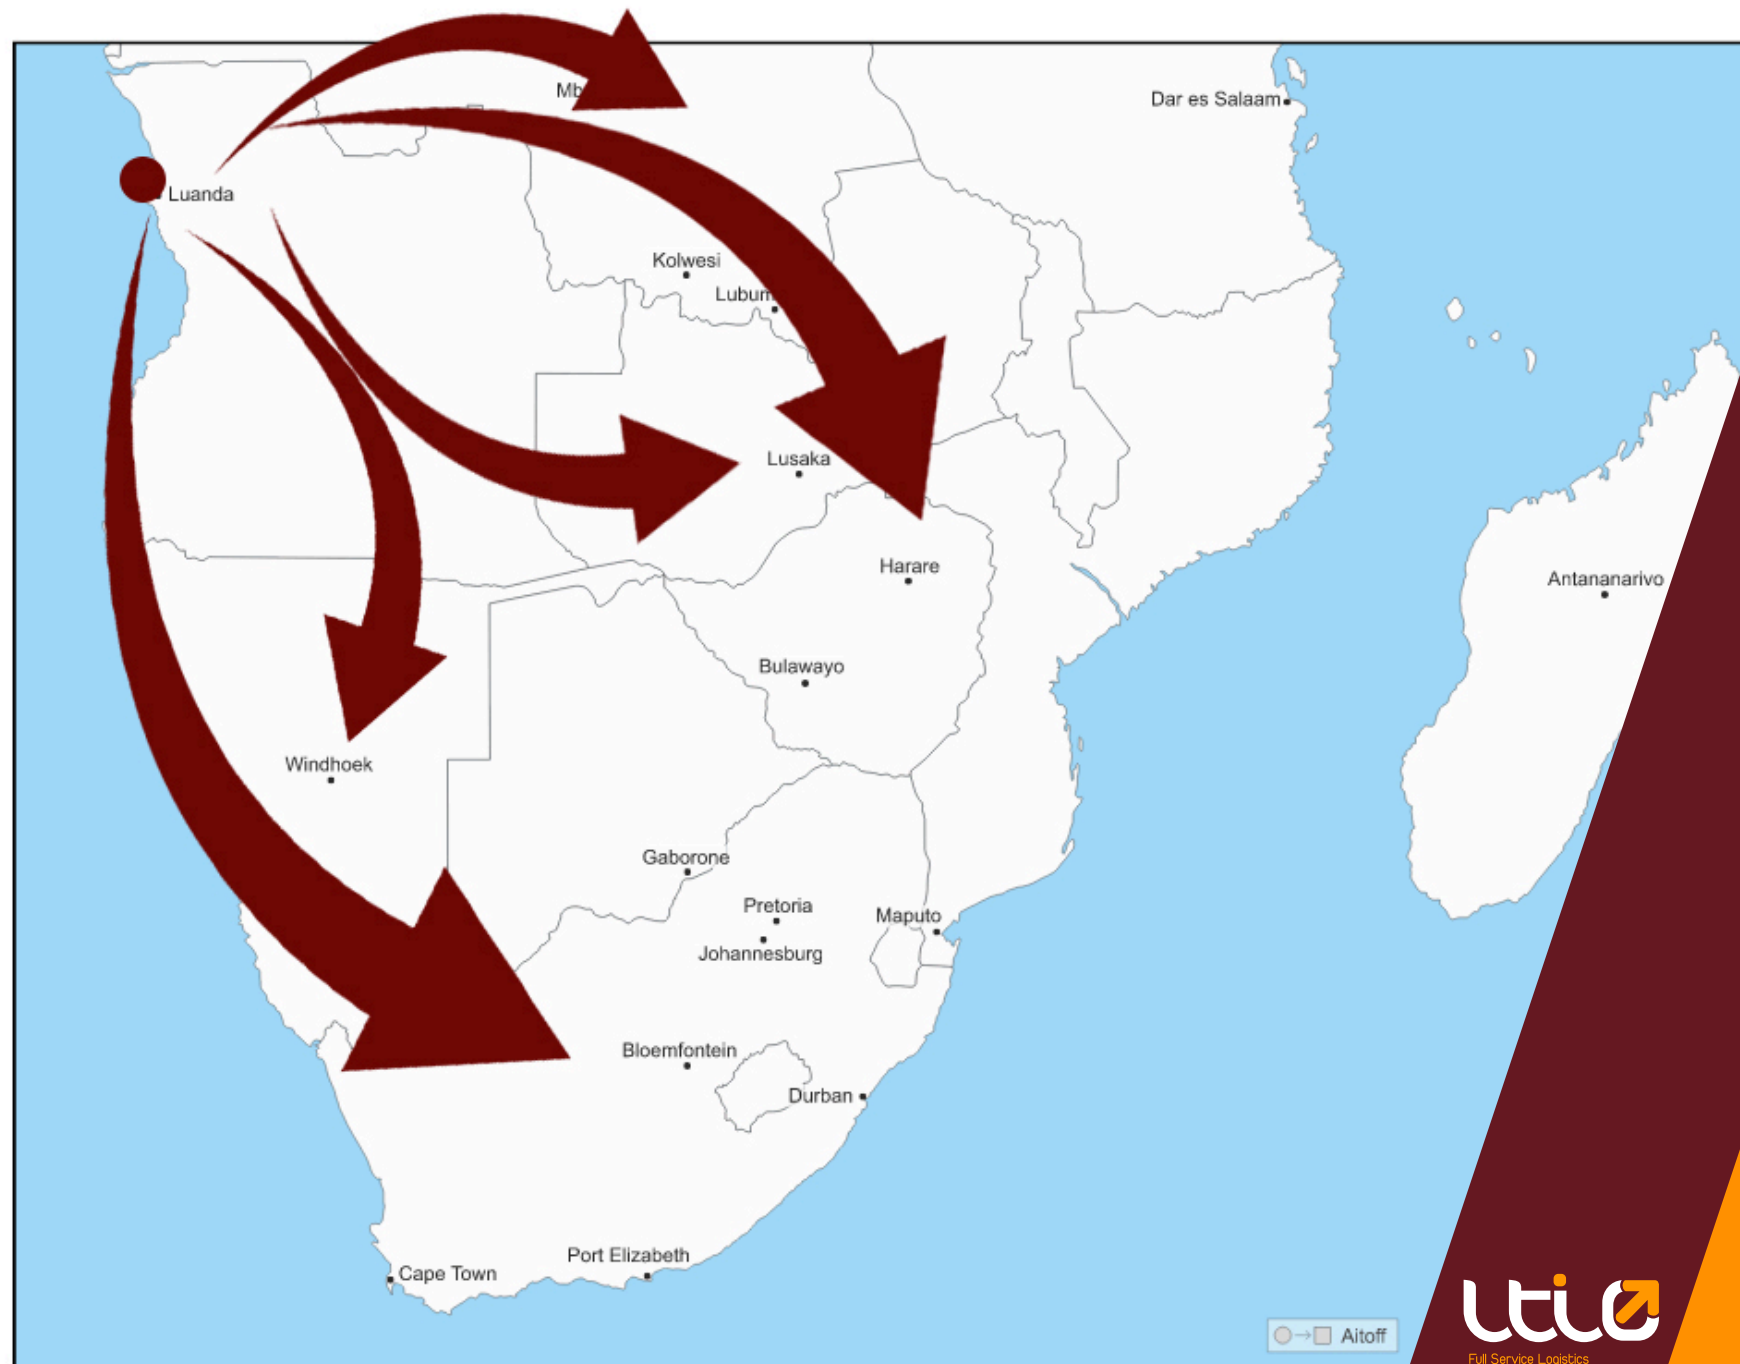 Mb
Dar es Salaam
Luanda
Kolwesi
Lubum
Lusaka
Harare
Antananarivo
Bulawayo
Windhoek
Gaborone
Pretoria
Maputo
Johannesburg
Bloemfontein
Durban
Port Elizabeth
Cape Town
Aitoff
Full Service Logistics